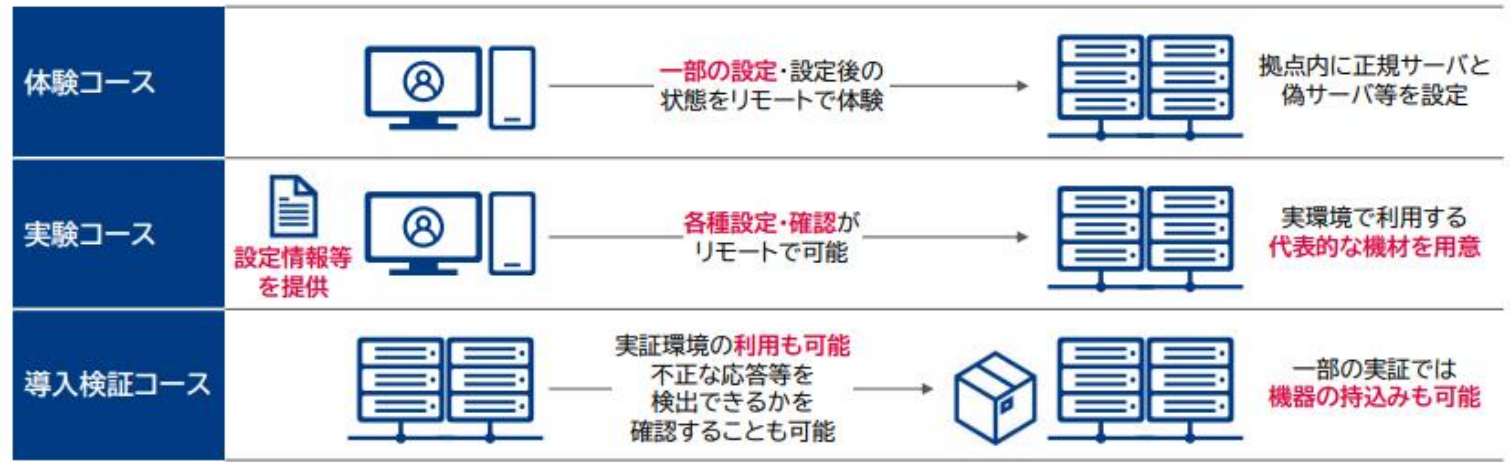 体験コース
一部の設定・設定後の
状態をリモートで体験
拠点内に正規サーバと
偽サーバ等を設定
実験コース
設定情報等
を提供
各種設定・確認が
リモートで可能
実環境で利用する
代表的な機材を用意
導入検証コース
実証環境の利用も可能
不正な応答等を
検出できるかを
確認することも可能
一部の実証では
機器の持込みも可能